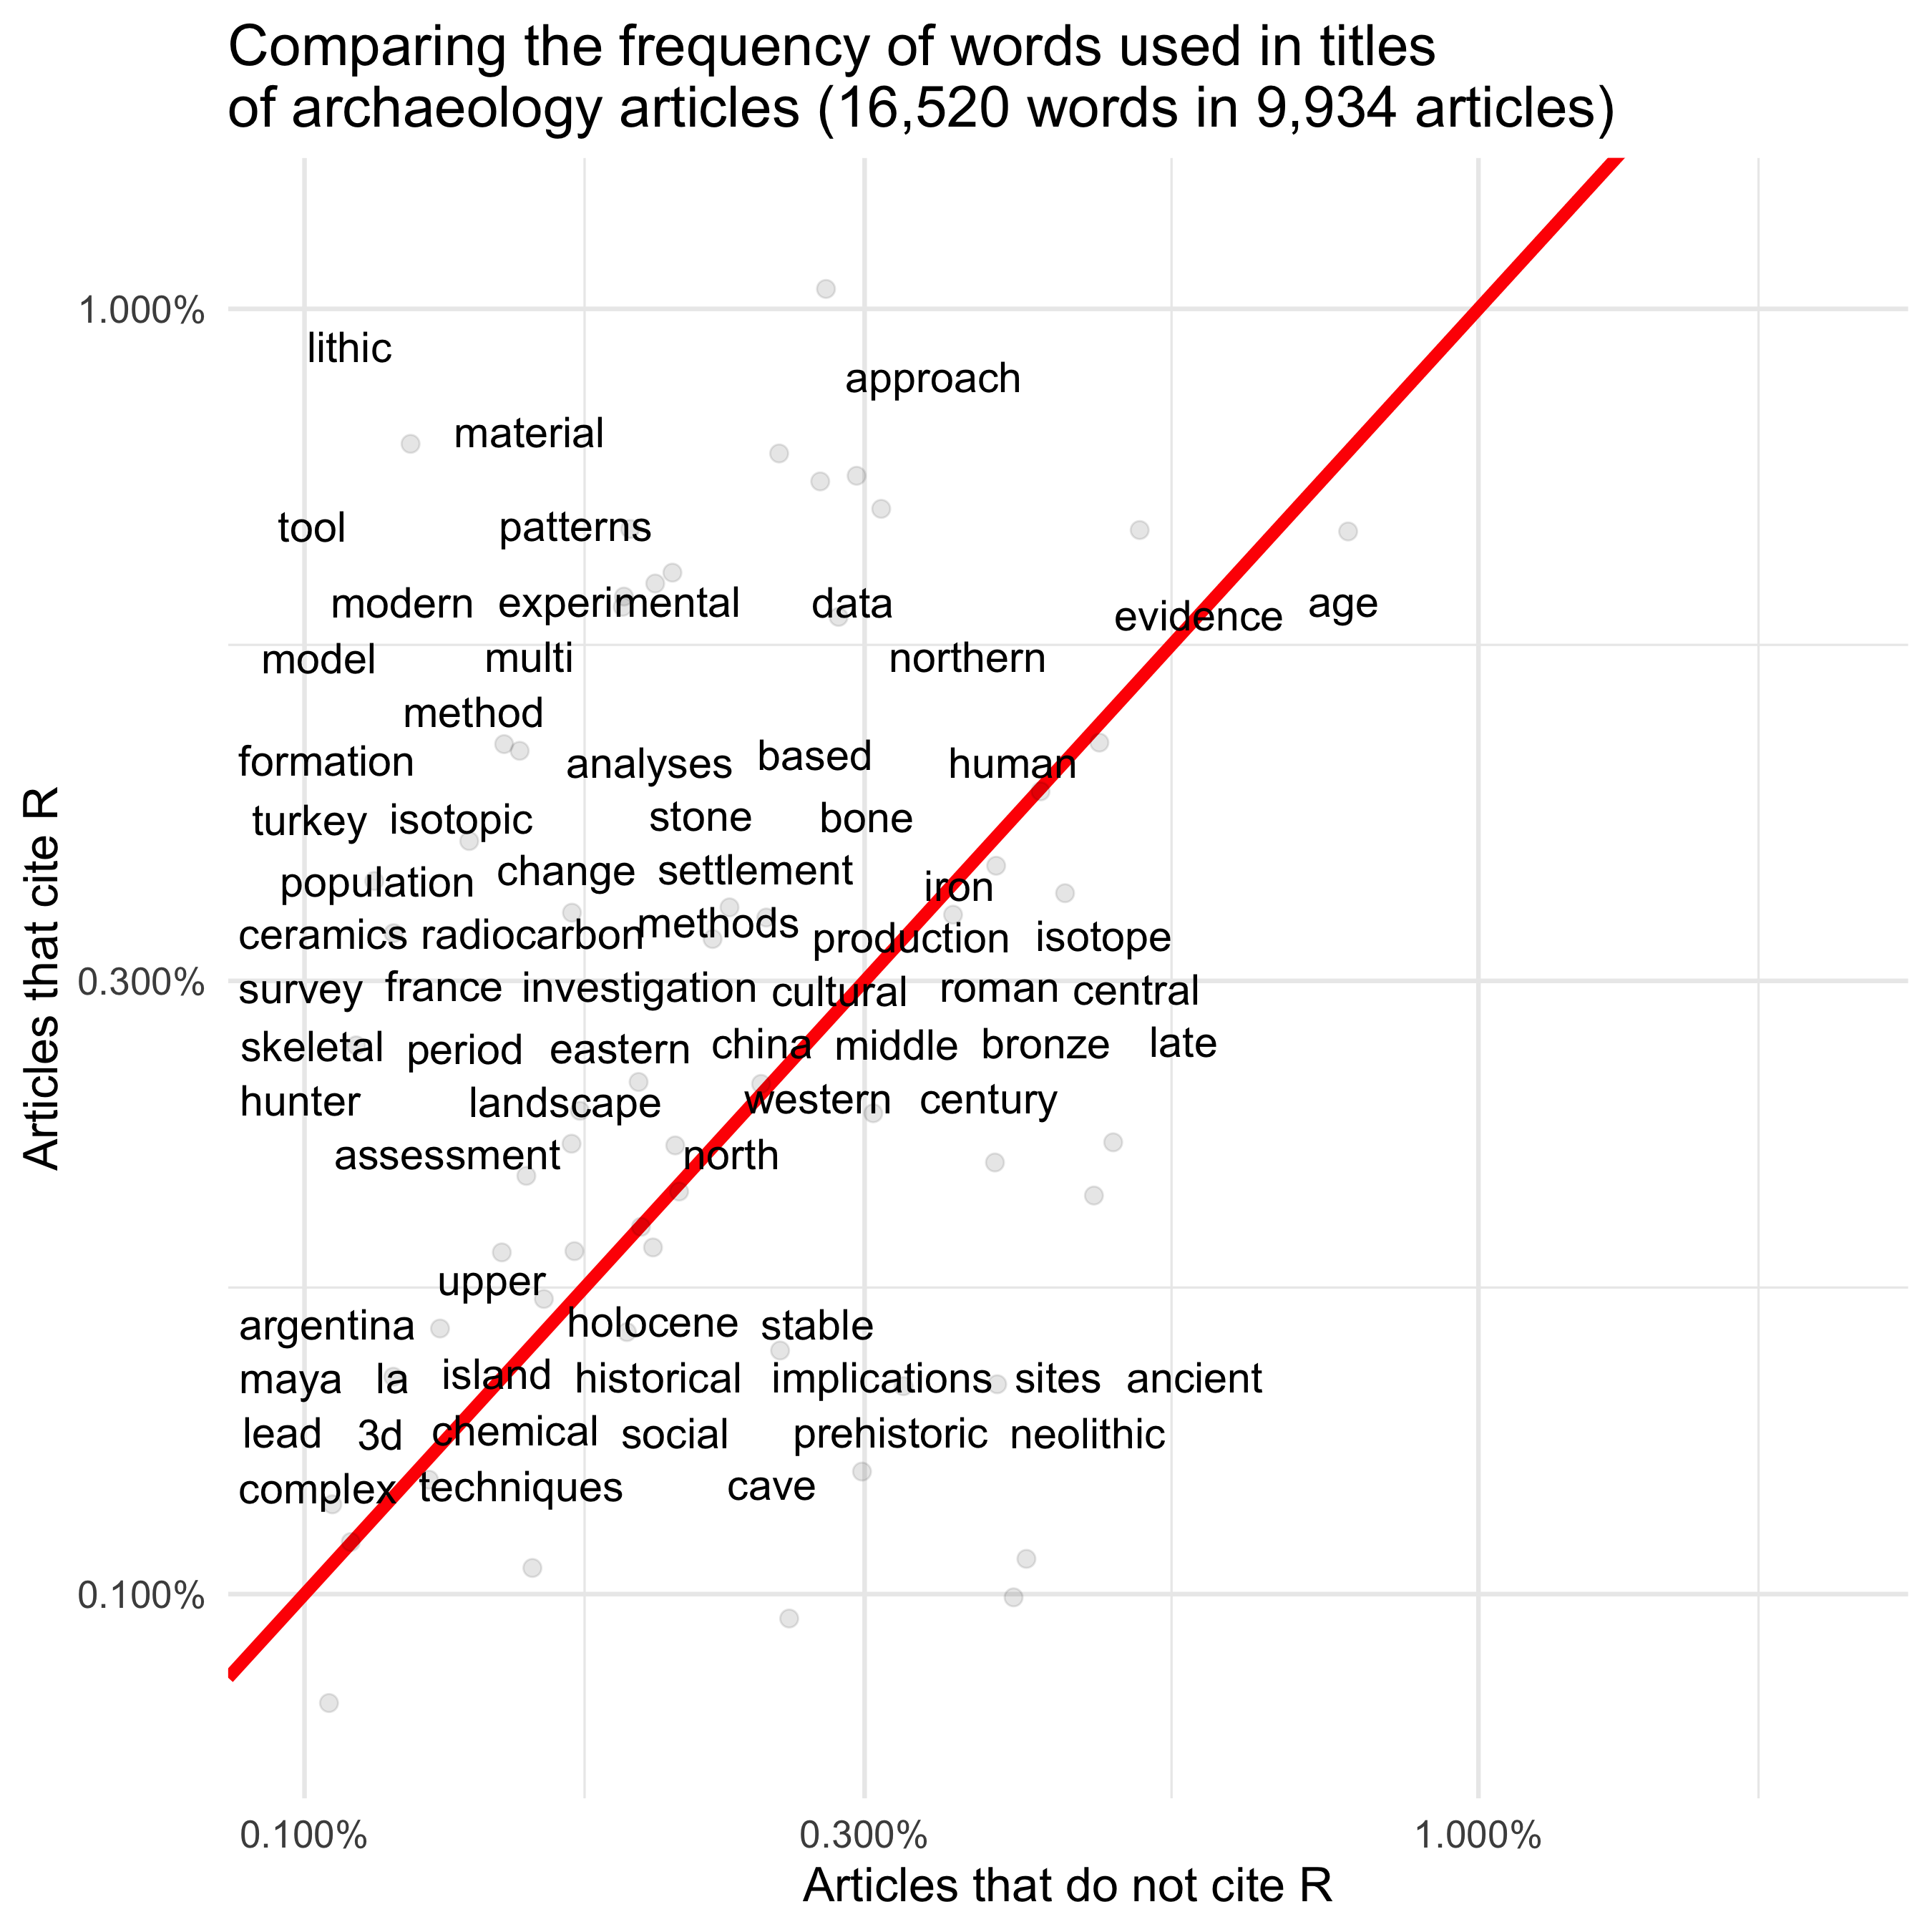 Comparing the frequency of words used in titles
of archaeology articles (16,520 words in 9,934 articles)
1.000%
lithic
approach
material
tool patterns
modern experimental data evidence age
model multi northern
method
formation analyses based human
turkey isotopic stone bone
population change settlement iron
ceramics radiocarbon methods production isotope
0.300%
survey france investigation cultural roman central
skeletal period eastern china middle bronze late
hunter landscape western century
assessment north
upper
argentina holocene stable
maya la island historical implications sites ancient
lead 3d chemical social prehistoric neolithic
complex techniques cave
0.100%
Articles that cite R
0.100% 0.300% 1.000%
Articles that do not cite R